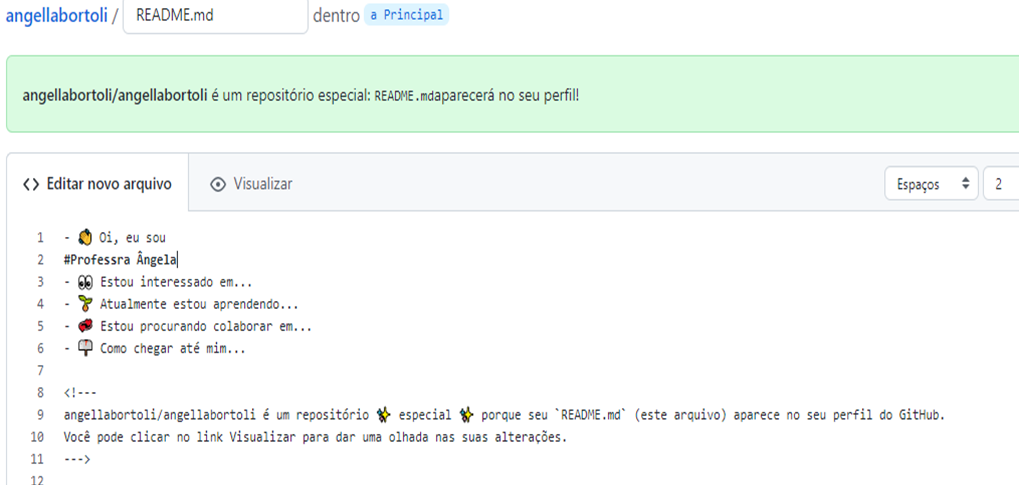 angellabortoli / README.md dentro a Principal
angellabortoli/angellabortoli é um repositório especial: README.mdaparecerá no seu perfil!
<> Editar novo arquivo Visualizar Espaços 2
1 - 👋 Oi, eu sou
2 #Professra Ângela
3 - 👀 Estou interessado em...
4 - 🌱 Atualmente estou aprendendo...
5 - 💞️ Estou procurando colaborar em...
6 - 📫 Como chegar até mim...
7
8 <!---
9 angellabortoli/angellabortoli é um repositório ✨ especial ✨ porque seu `README.md` (este arquivo) aparece no seu perfil do GitHub.
10 Você pode clicar no link Visualizar para dar uma olhada nas suas alterações.
11 --->
12